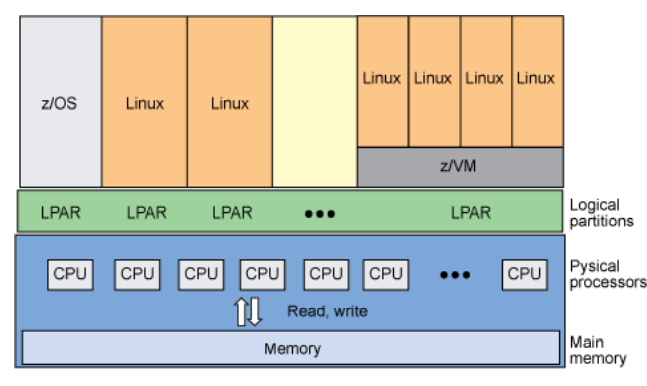 Linux Linux Linux Linux
z/OS Linux Linux
z/VM
LPAR LPAR LPAR ••• LPAR
Logical
partitions
CPU CPU CPU CPU CPU CPU ••• CPU
Pysical
processors
Read, write
Memory
Main
memory